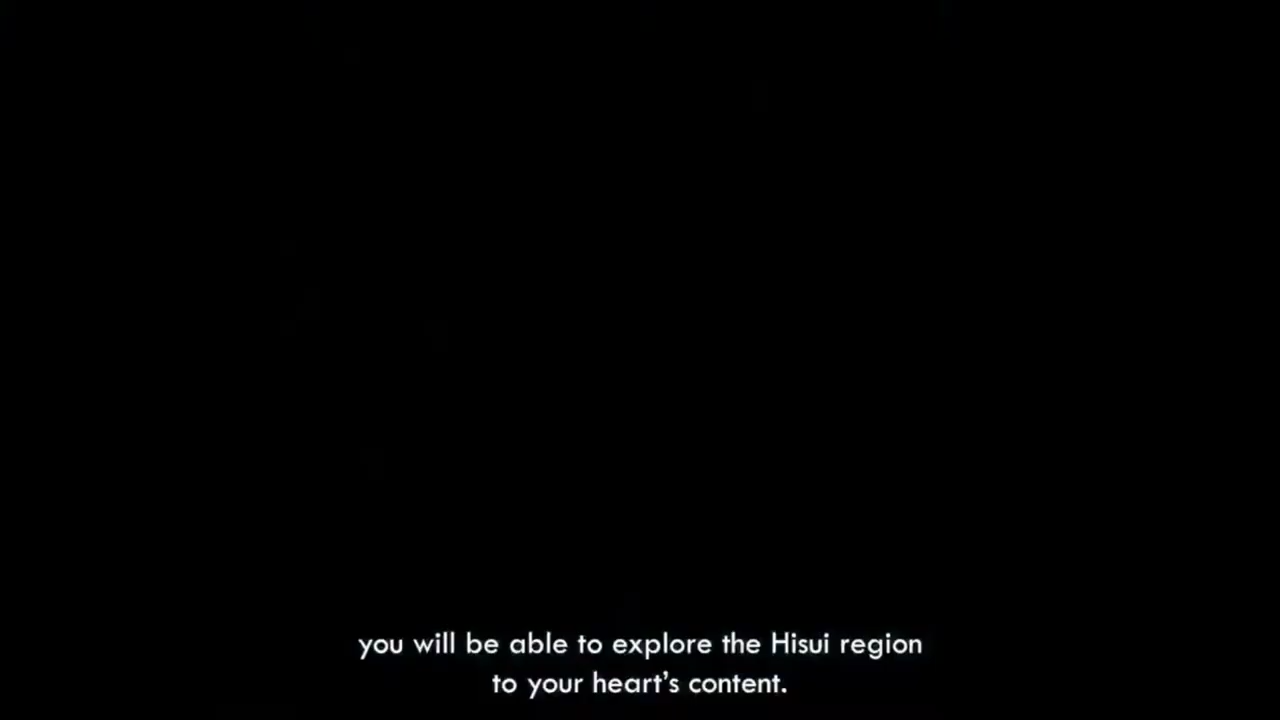 you will be able to explore the Hisui region
to your heart’s content.